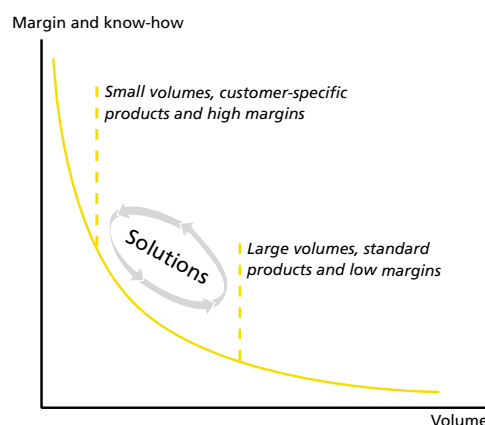 Margin and know-how
Small volumes, customer-specific
products and high margins
Solutions
Large volumes, standard
products and low margins
Volume